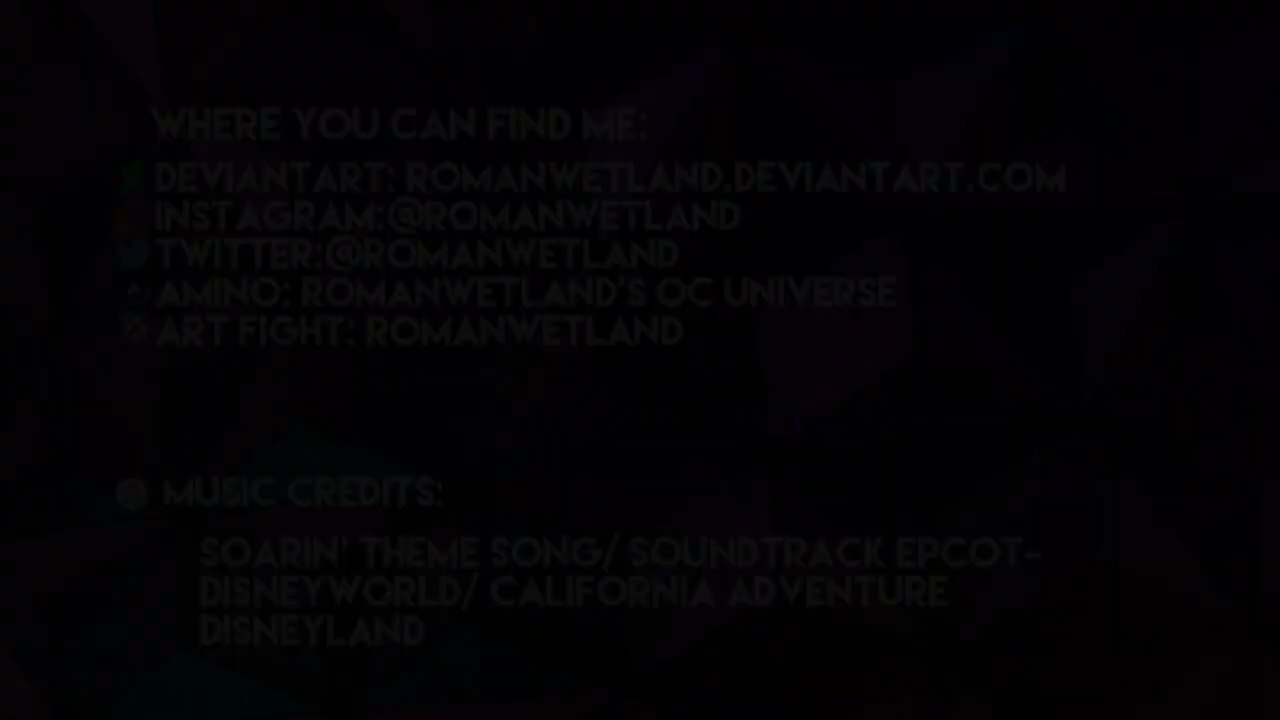 WHERE YOU CAN FIND ME:
DEVIANTART: ROMANWETLAND.DEVIANTART.COM
INSTAGRAM:@ROMANWETLAND
TWITTER:@ROMANWETLAND
AMINO: ROMANWETLAND'S OC UNIVERSE
ART FIGHT: ROMANWETLAND
MUSIC CREDITS:
SOARIN' THEME SONG/ SOUNDTRACK EPCOT-
DISNEYWORLD/ CALIFORNIA ADVENTURE
DISNEYLAND